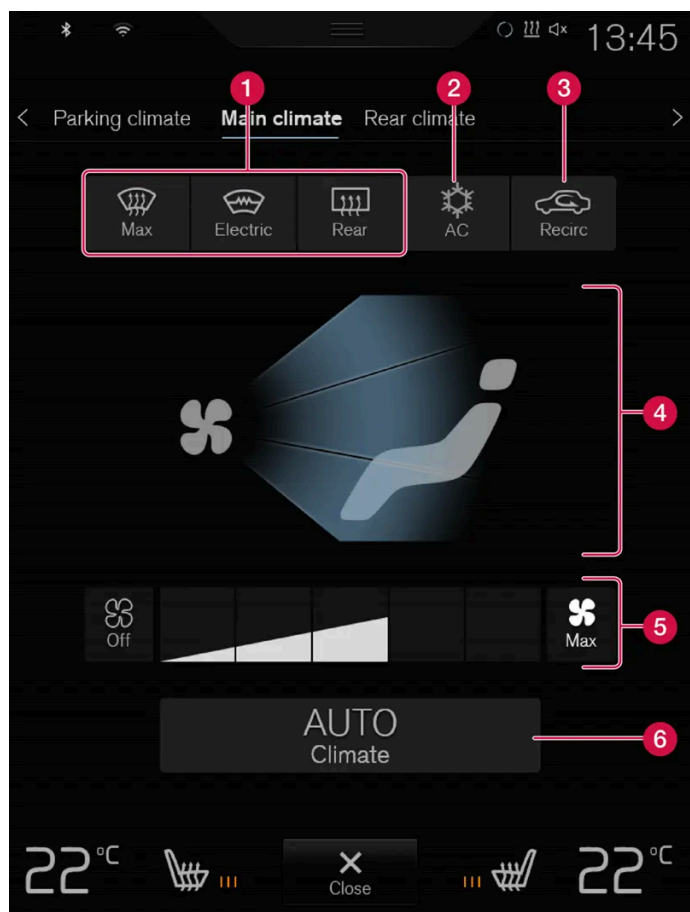 13:45
1 2 3
Parking climate Main climate Rear climate
Max Electric Rear AC Recirc
4
Off Max 5
AUTO
Climate 6
22°C 22°C
Close